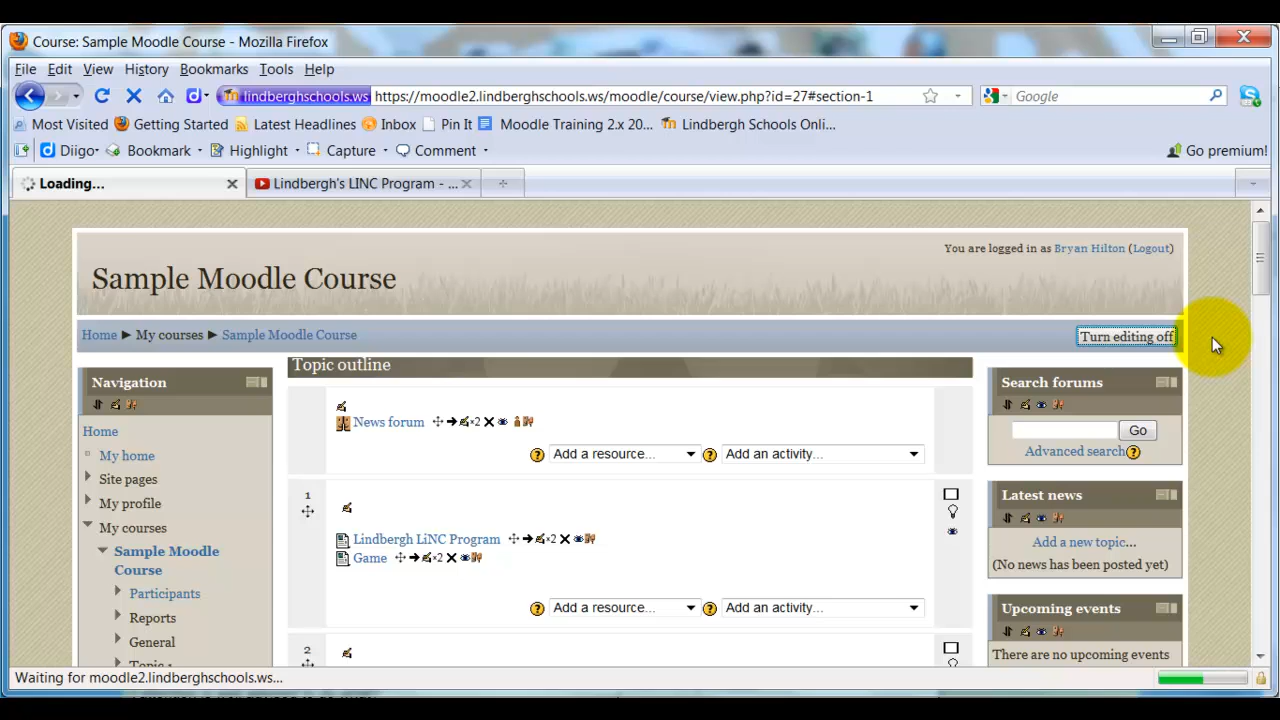 Course: Sample Moodle Course - Mozilla Firefox
File Edit View History Bookmarks Tools Help
lindberghschools.ws https://moodle2.lindberghschools.ws/moodle/course/view.php?id=27#section-1 Google
Most Visited Getting Started Latest Headlines Inbox Pin It Moodle Training 2.x 20... Lindbergh Schools Onli...
Diigo Bookmark Highlight Capture Comment Go premium!
Loading... Lindbergh's LINC Program - ...
You are logged in as Bryan Hilton (Logout)
Sample Moodle Course
Home ► My courses ► Sample Moodle Course Turn editing off
Topic outline
Navigation
Home
My home
Site pages
My profile
My courses
Sample Moodle
Course
Participants
Reports
General
News forum ×2
Add a resource... Add an activity...
1
Lindbergh LiNC Program ×2
Game ×2
Add a resource... Add an activity...
2
Search forums
Go
Advanced search
Latest news
Add a new topic...
(No news has been posted yet)
Upcoming events
There are no upcoming events
Waiting for moodle2.lindberghschools.ws...